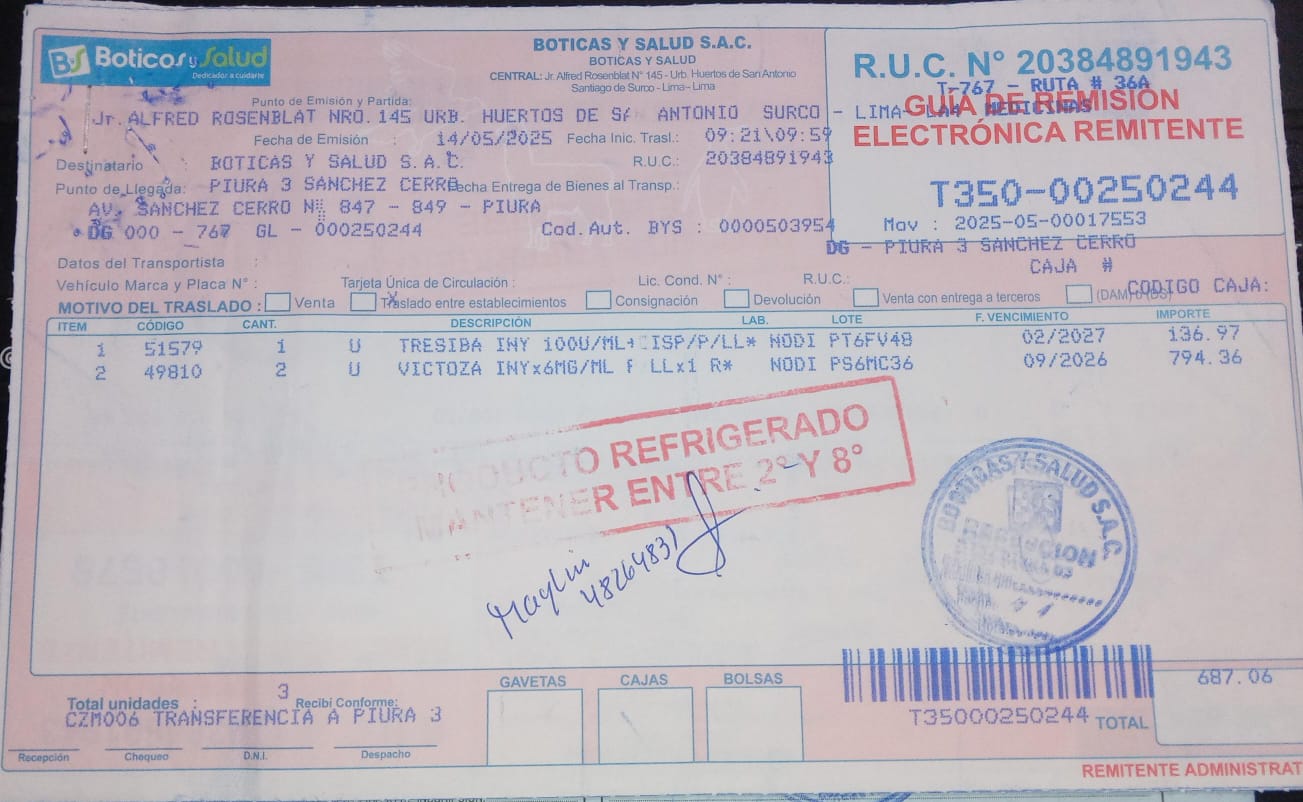 BS Boticas y Salud
Dedicador a cuidarte
BOTICAS Y SALUD S.A.C.
BOTICAS Y SALUD
CENTRAL: Jr. Alfred Rosenblat N° 145 - Urb. Huertos de San Antonio
Santiago de Surco - Lima - Lima
R.U.C. N° 20384891943
T-767 - RUTA # 36A
GUÍA DE REMISIÓN
ELECTRÓNICA REMITENTE
T350-00250244
Mov : 2025-05-00017553
DG - PIURA 3 SANCHEZ CERRO
CAJA #
CODIGO CAJA:
Punto de Emisión y Partida:
Jr. ALFRED ROSENBLAT NRO. 145 URB. HUERTOS DE SA ANTONIO SURCO - LIMA- MEDICINAS
Fecha de Emisión : 14/05/2025 Fecha Inic. Trasl.: 09:21\09:59
Destinatario : BOTICAS Y SALUD S.A.C. R.U.C.: 20384891943
Punto de Llegada: PIURA 3 SANCHEZ CERRO Fecha Entrega de Bienes al Transp.:
AV. SANCHEZ CERRO N 847 - 849 - PIURA
DG 000 - 767 GL - 000250244 Cod. Aut. BYS : 0000503954
Datos del Transportista :
Vehículo Marca y Placa N° : Tarjeta Única de Circulación : Lic. Cond. N° : R.U.C.:
MOTIVO DEL TRASLADO : Venta X Traslado entre establecimientos Consignación Devolución Venta con entrega a terceros
ITEM CÓDIGO CANT. DESCRIPCIÓN LAB. LOTE F. VENCIMIENTO IMPORTE
1 51579 1 U TRESIBA INY 100U/ML+ ISP/P/LL* NODI PT6FV48 02/2027 136.97
2 49810 2 U VICTOZA INYx6MG/ML F LLx1 R* NODI PS6MC36 09/2026 794.36
PRODUCTO REFRIGERADO
MANTENER ENTRE 2° Y 8°
48264831
BOTICAS Y SALUD S.A.C.
BYS
RECEPCION
Total unidades : 3 Recibi Conforme:
CZM006 TRANSFERENCIA A PIURA 3
Recepción Chequeo D.N.I. Despacho
GAVETAS CAJAS BOLSAS
T35000250244 TOTAL 687.06
REMITENTE ADMINISTRAT